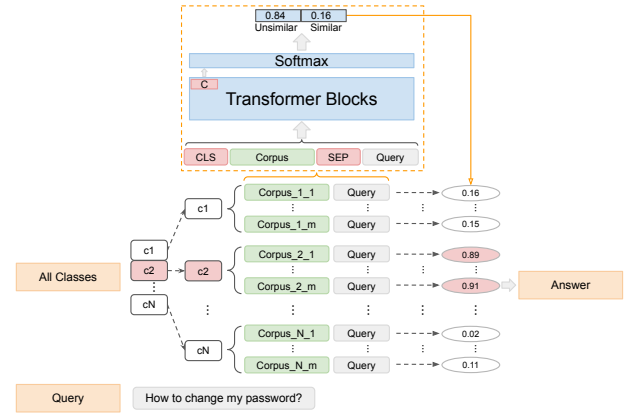 0.84 0.16
Unsimilar Similar
Softmax
C
Transformer Blocks
CLS Corpus SEP Query
Corpus_1_1 Query 0.16
c1
Corpus_1_m Query 0.15
c1
Corpus_2_1 Query 0.89
All Classes c2 c2
Corpus_2_m Query 0.91 Answer
cN
Corpus_N_1 Query 0.02
cN
Corpus_N_m Query 0.11
Query How to change my password?